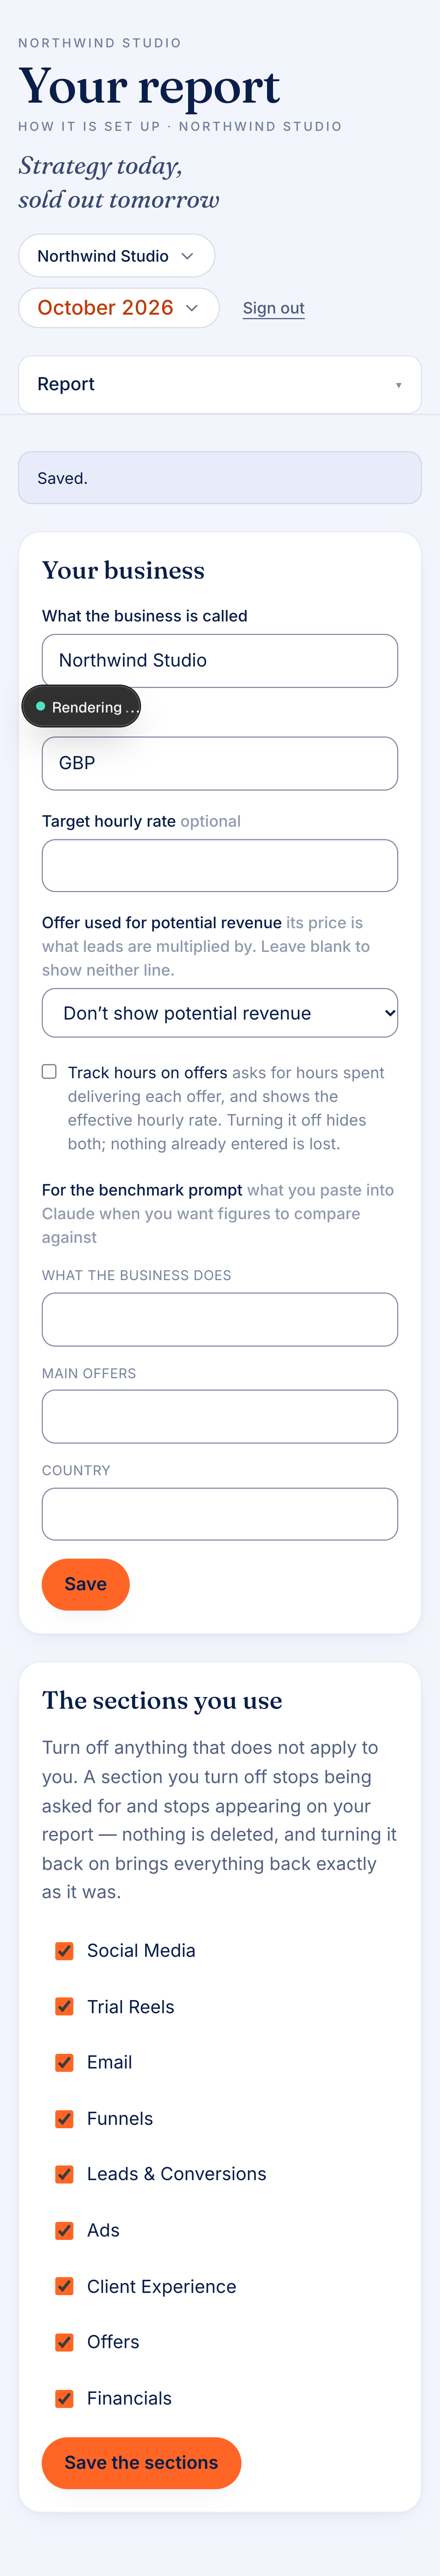 NORTHWIND STUDIO
Your report
HOW IT IS SET UP · NORTHWIND STUDIO
Strategy today,
sold out tomorrow
Northwind Studio
October 2026
Sign out
Report
Saved.
Your business
What the business is called
Northwind Studio
Rendering ...
GBP
Target hourly rate optional
Offer used for potential revenue its price is
what leads are multiplied by. Leave blank to
show neither line.
Don’t show potential revenue
Track hours on offers asks for hours spent
delivering each offer, and shows the
effective hourly rate. Turning it off hides
both; nothing already entered is lost.
For the benchmark prompt what you paste into
Claude when you want figures to compare
against
WHAT THE BUSINESS DOES
MAIN OFFERS
COUNTRY
Save
The sections you use
Turn off anything that does not apply to
you. A section you turn off stops being
asked for and stops appearing on your
report — nothing is deleted, and turning it
back on brings everything back exactly
as it was.
Social Media
Trial Reels
Email
Funnels
Leads & Conversions
Ads
Client Experience
Offers
Financials
Save the sections